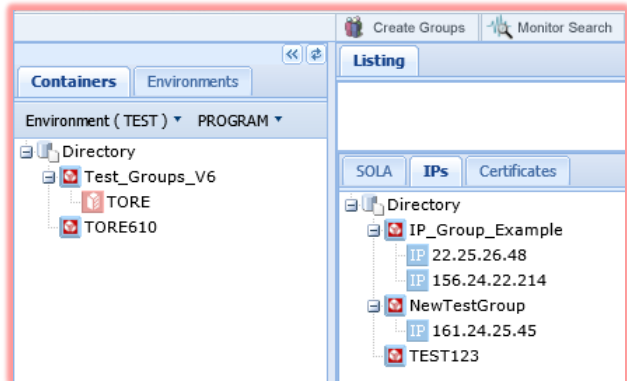 Create Groups
Monitor Search
Containers
Environments
Environment ( TEST )
PROGRAM
Directory
Test_Groups_V6
TORE
TORE610
Listing
SOLA
IPs
Certificates
Directory
IP_Group_Example
IP 22.25.26.48
IP 156.24.22.214
NewTestGroup
IP 161.24.25.45
TEST123